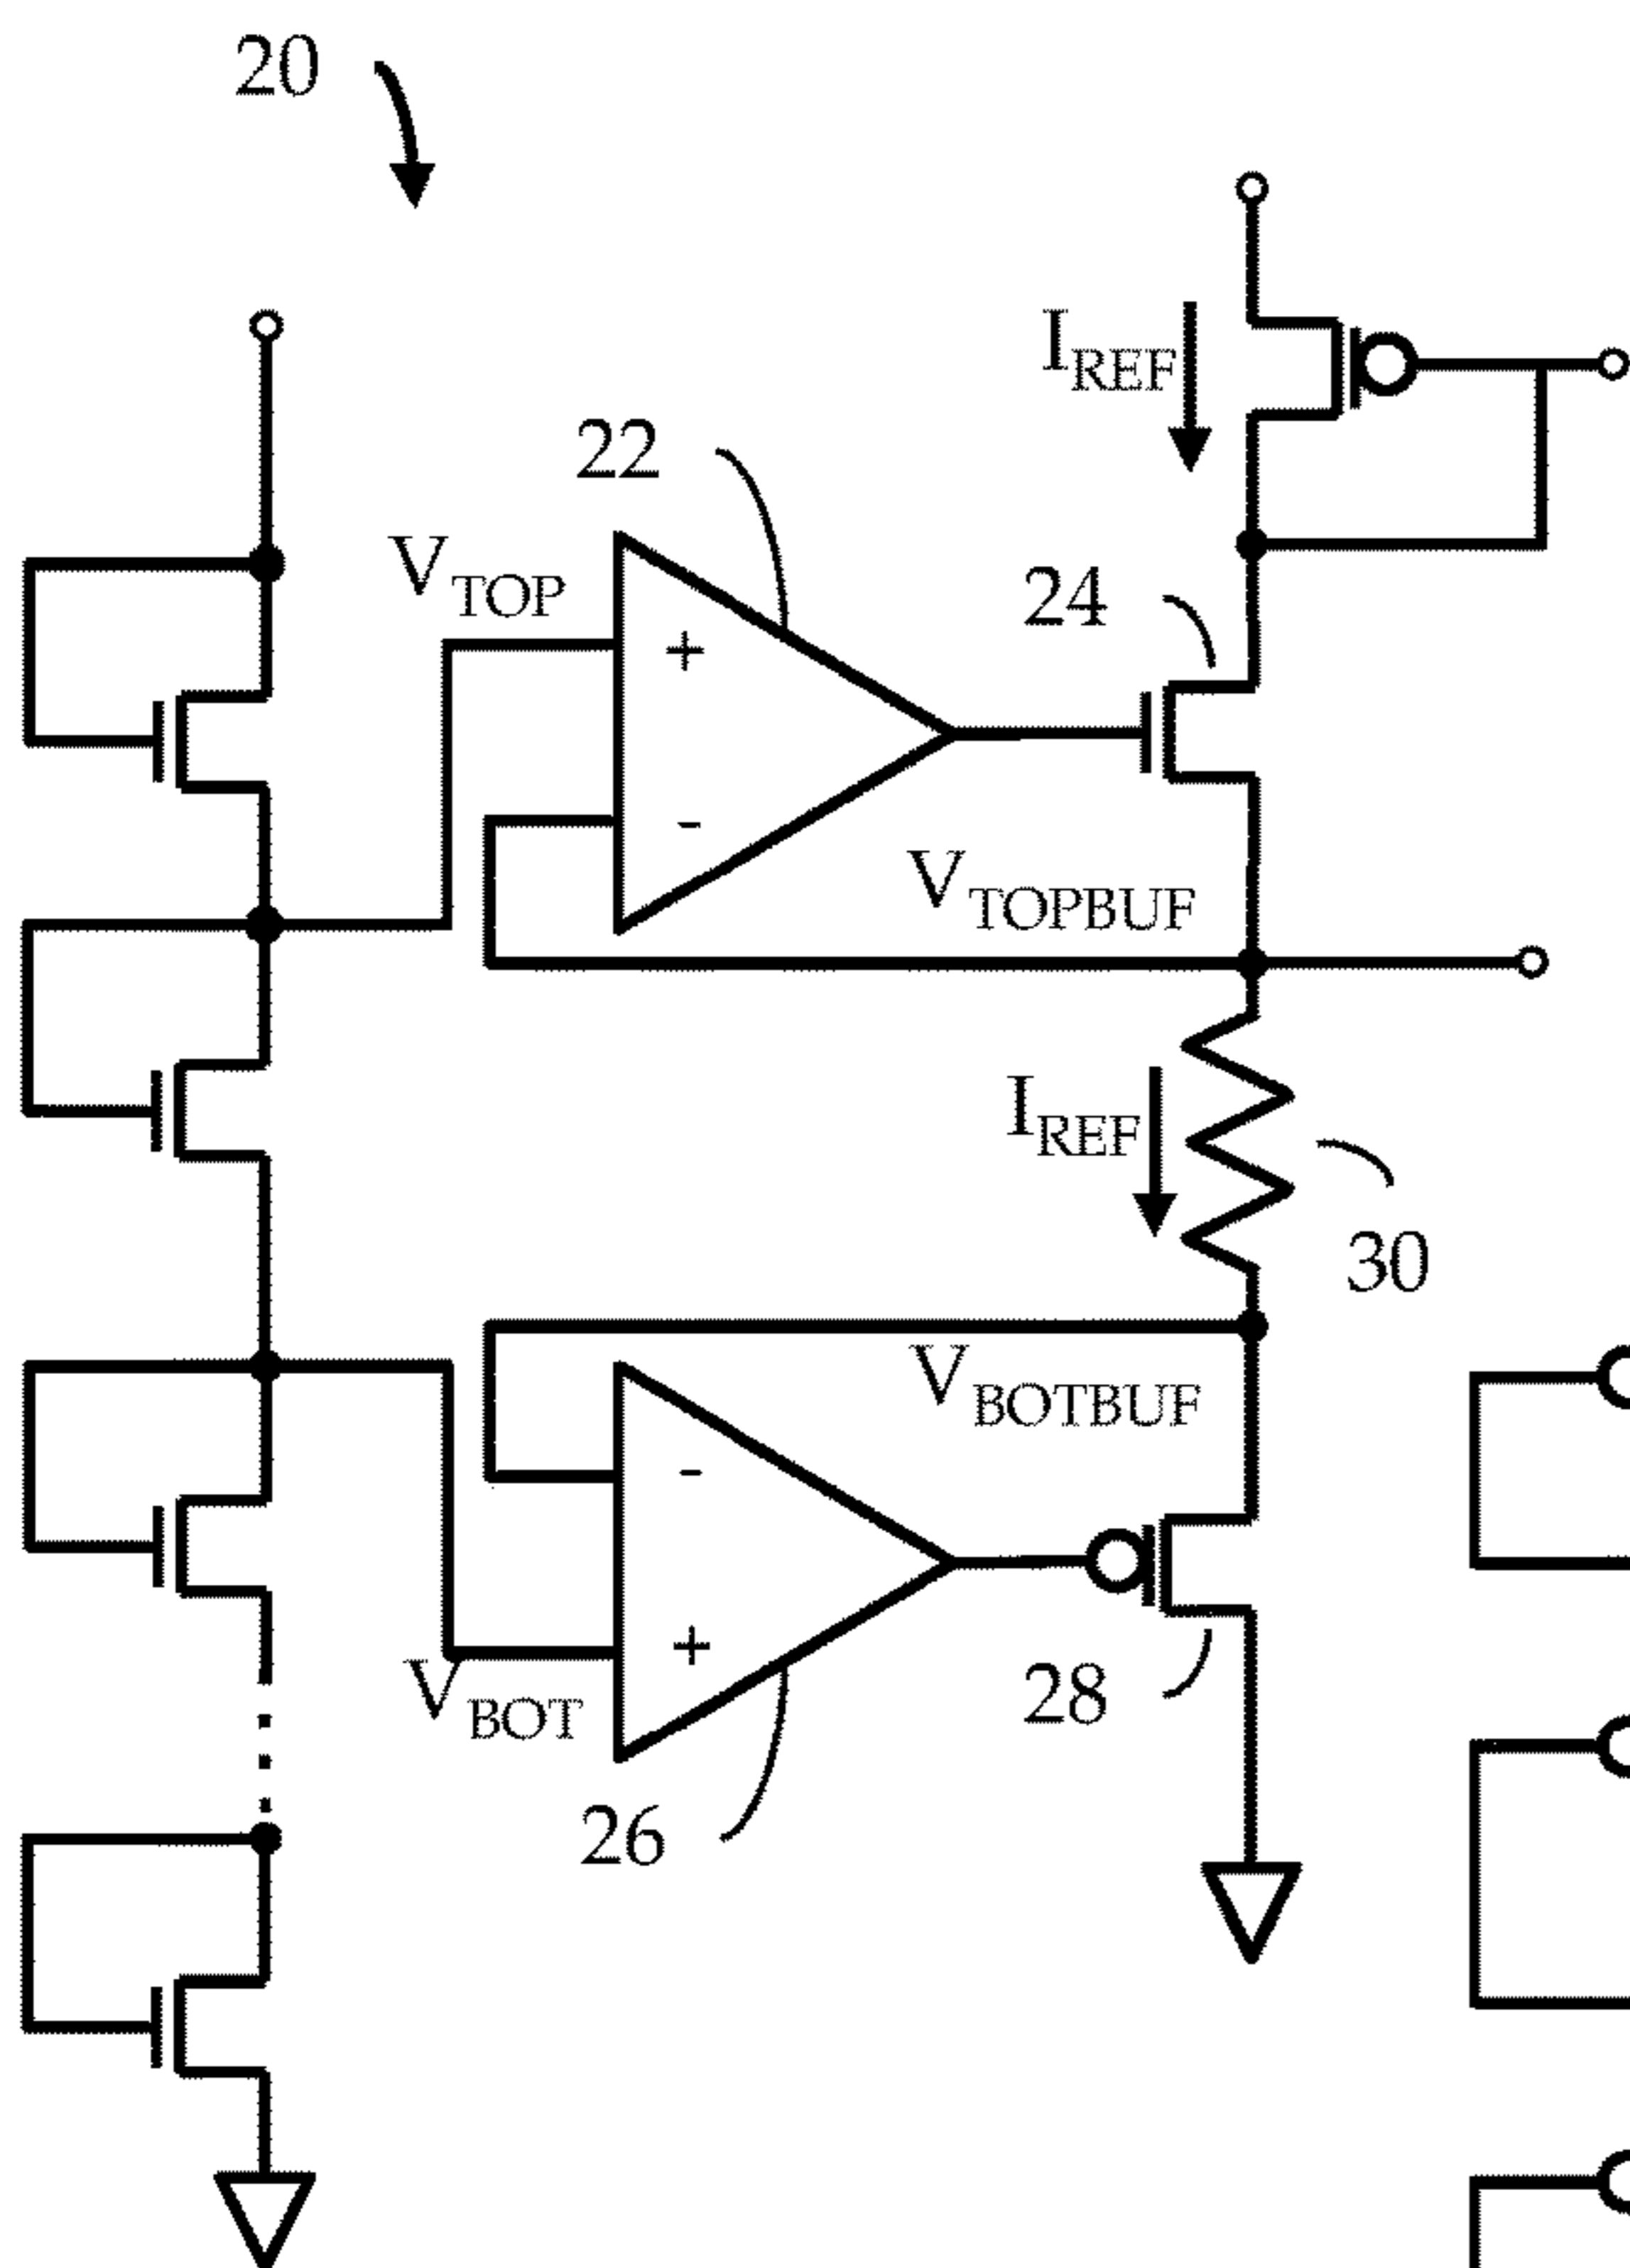 20
I_REF
22
V_TOP
24
+
-
V_TOPBUF
I_REF
30
V_BOTBUF
-
+
V_BOT
28
26